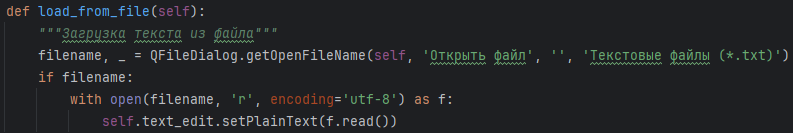 def load_from_file(self):
"""Загрузка текста из файла"""
filename, _ = QFileDialog.getOpenFileName(self, 'Открыть файл', '', 'Текстовые файлы (*.txt)')
if filename:
with open(filename, 'r', encoding='utf-8') as f:
self.text_edit.setPlainText(f.read())